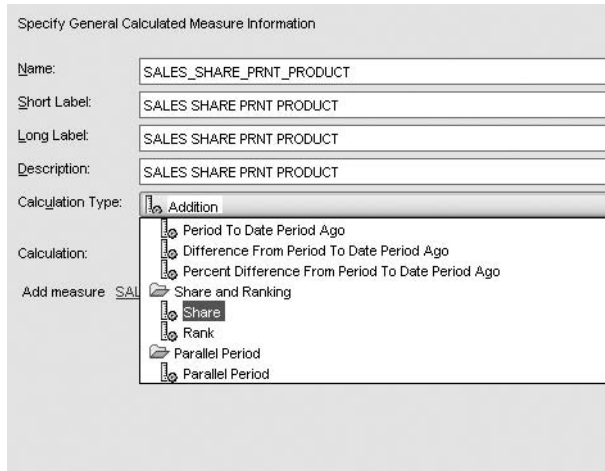 Specify General Calculated Measure Information
Name: SALES_SHARE_PRNT_PRODUCT
Short Label: SALES SHARE PRNT PRODUCT
Long Label: SALES SHARE PRNT PRODUCT
Description: SALES SHARE PRNT PRODUCT
Calculation Type: Addition
Period To Date Period Ago
Calculation: Difference From Period To Date Period Ago
Percent Difference From Period To Date Period Ago
Add measure SAL Share and Ranking
Share
Rank
Parallel Period
Parallel Period